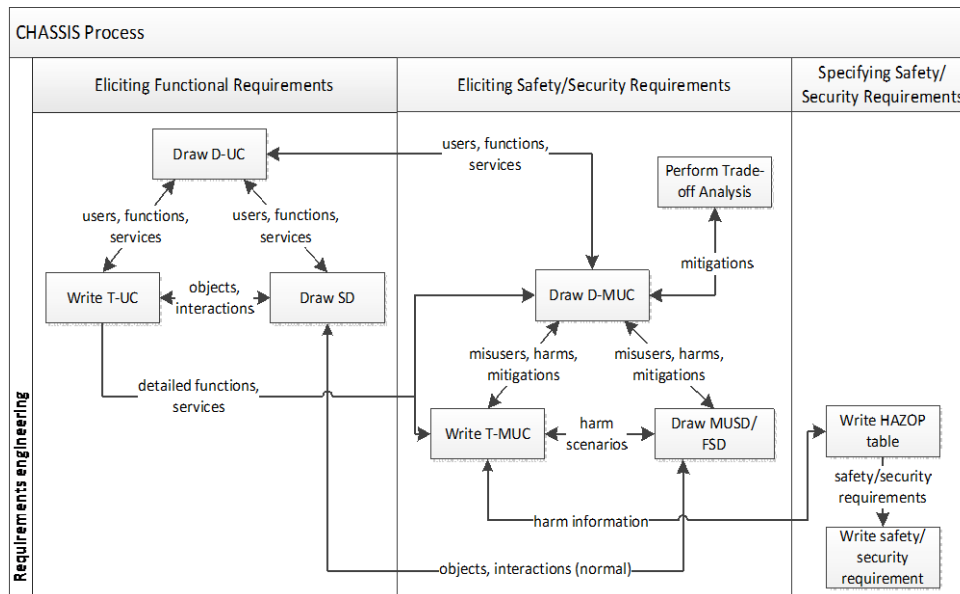 CHASSIS Process
Eliciting Functional Requirements
Eliciting Safety/Security Requirements
Specifying Safety/
Security Requirements
Requirements engineering
Draw D-UC
users, functions,
services
Perform Trade-
off Analysis
users, functions,
services
users, functions,
services
mitigations
Write T-UC
objects,
interactions
Draw SD
Draw D-MUC
misusers, harms,
mitigations
misusers, harms,
mitigations
detailed functions,
services
Write T-MUC
harm
scenarios
Draw MUSD/
FSD
Write HAZOP
table
safety/security
requirements
harm information
Write safety/
security
requirement
objects, interactions (normal)